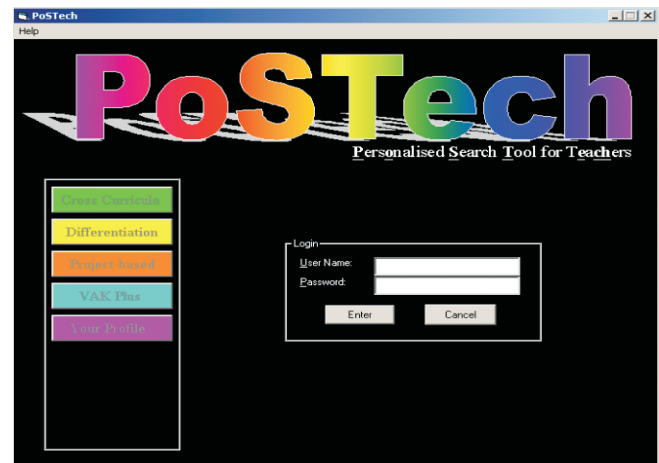 PoSTech
Help
PoSTech
Personalised Search Tool for Teachers
Cross Curricula
Differentiation
Project-based
VAK Plus
Your Profile
Login
User Name:
Password:
Enter
Cancel